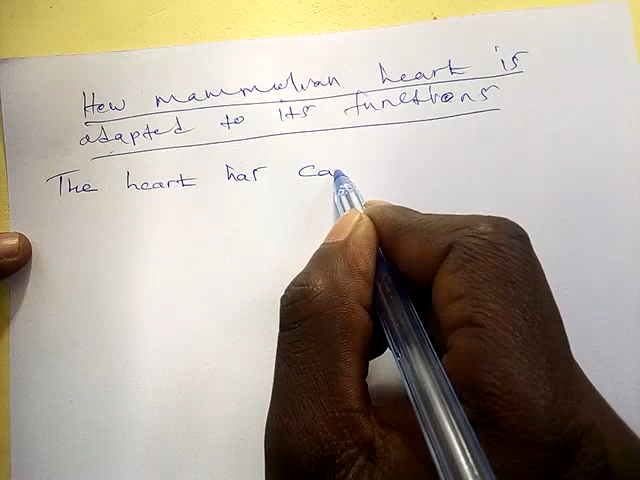 How mammalian heart is
adapted to its functions
The heart has ca